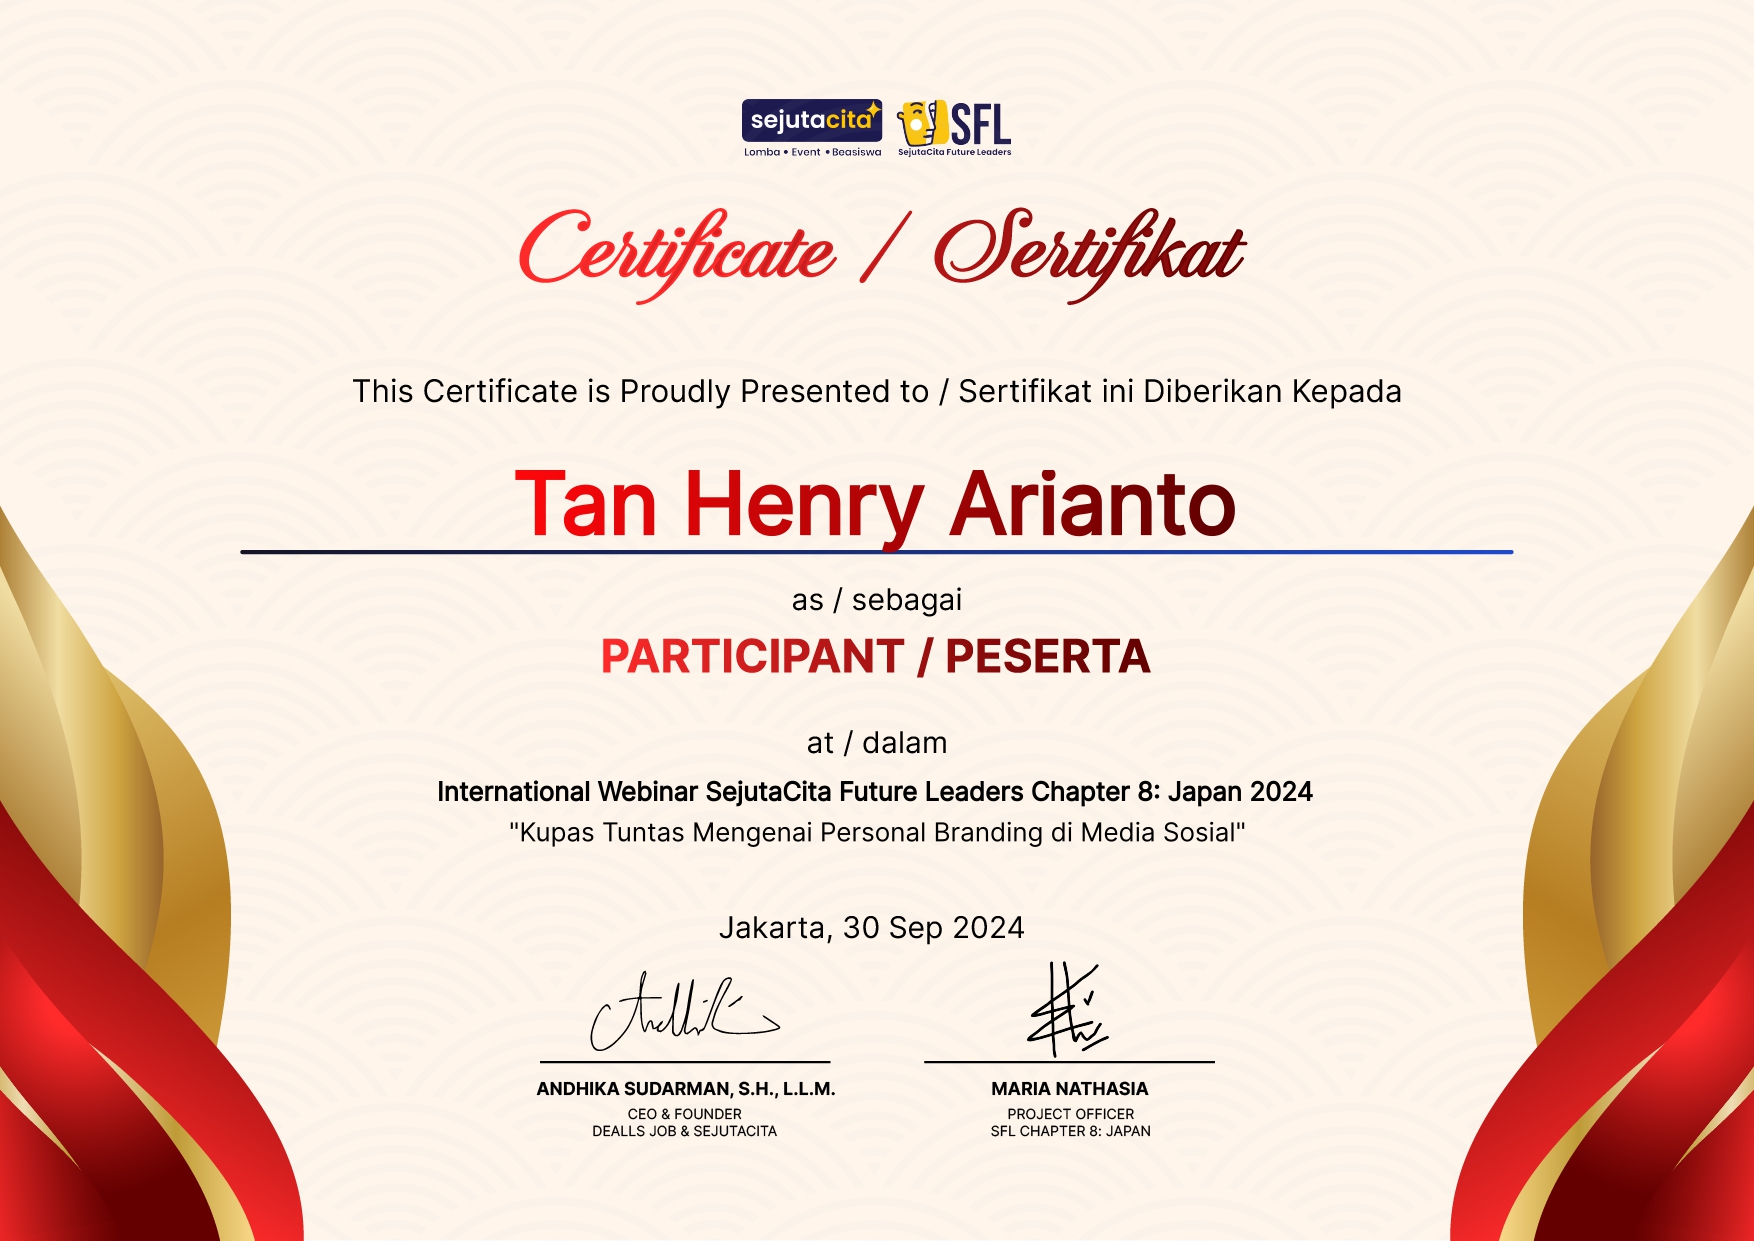 sejutacita SFL
Lomba • Event • Beasiswa SejutaCita Future Leaders
Certificate / Sertifikat
This Certificate is Proudly Presented to / Sertifikat ini Diberikan Kepada
Tan Henry Arianto
as / sebagai
PARTICIPANT / PESERTA
at / dalam
International Webinar SejutaCita Future Leaders Chapter 8: Japan 2024
"Kupas Tuntas Mengenai Personal Branding di Media Sosial"
Jakarta, 30 Sep 2024
ANDHIKA SUDARMAN, S.H., L.L.M.
CEO & FOUNDER
DEALLS JOB & SEJUTACITA
MARIA NATHASIA
PROJECT OFFICER
SFL CHAPTER 8: JAPAN